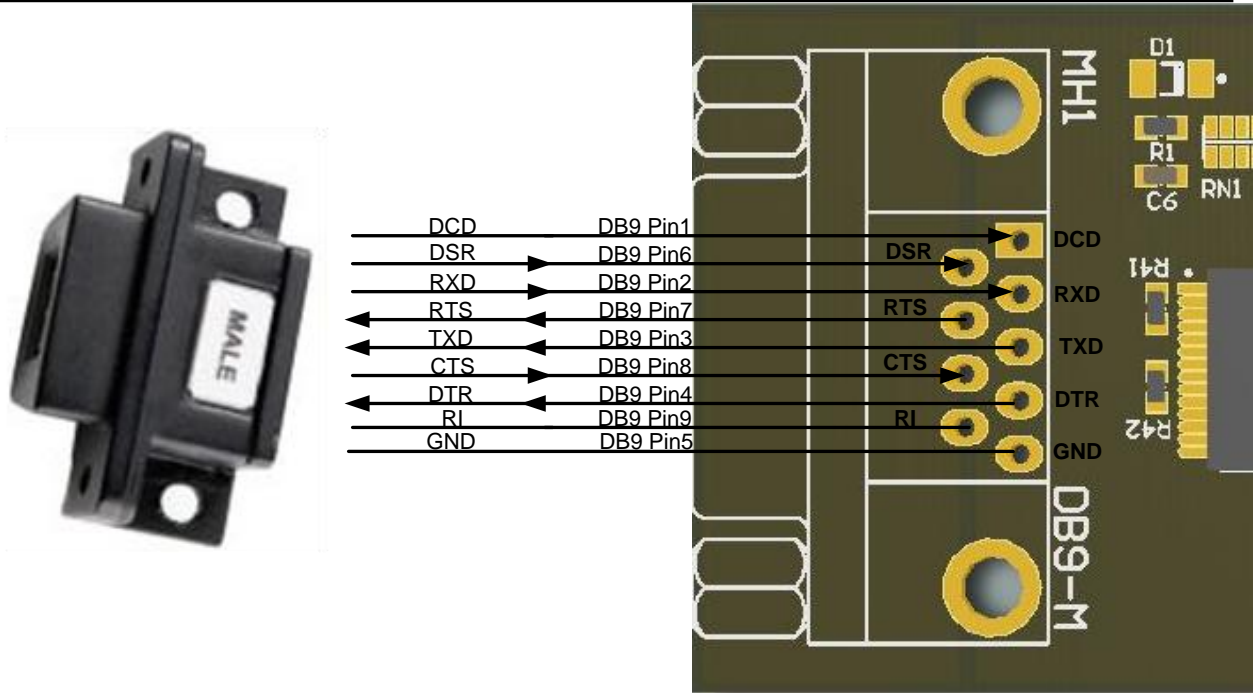 MALE
DCD DB9 Pin1
DSR DB9 Pin6
RXD DB9 Pin2
RTS DB9 Pin7
TXD DB9 Pin3
CTS DB9 Pin8
DTR DB9 Pin4
RI DB9 Pin9
GND DB9 Pin5
DSR
RTS
CTS
RI
DCD
RXD
TXD
DTR
GND
MH1
DB9-M
D1
R1
C6
RN1
R41
R42